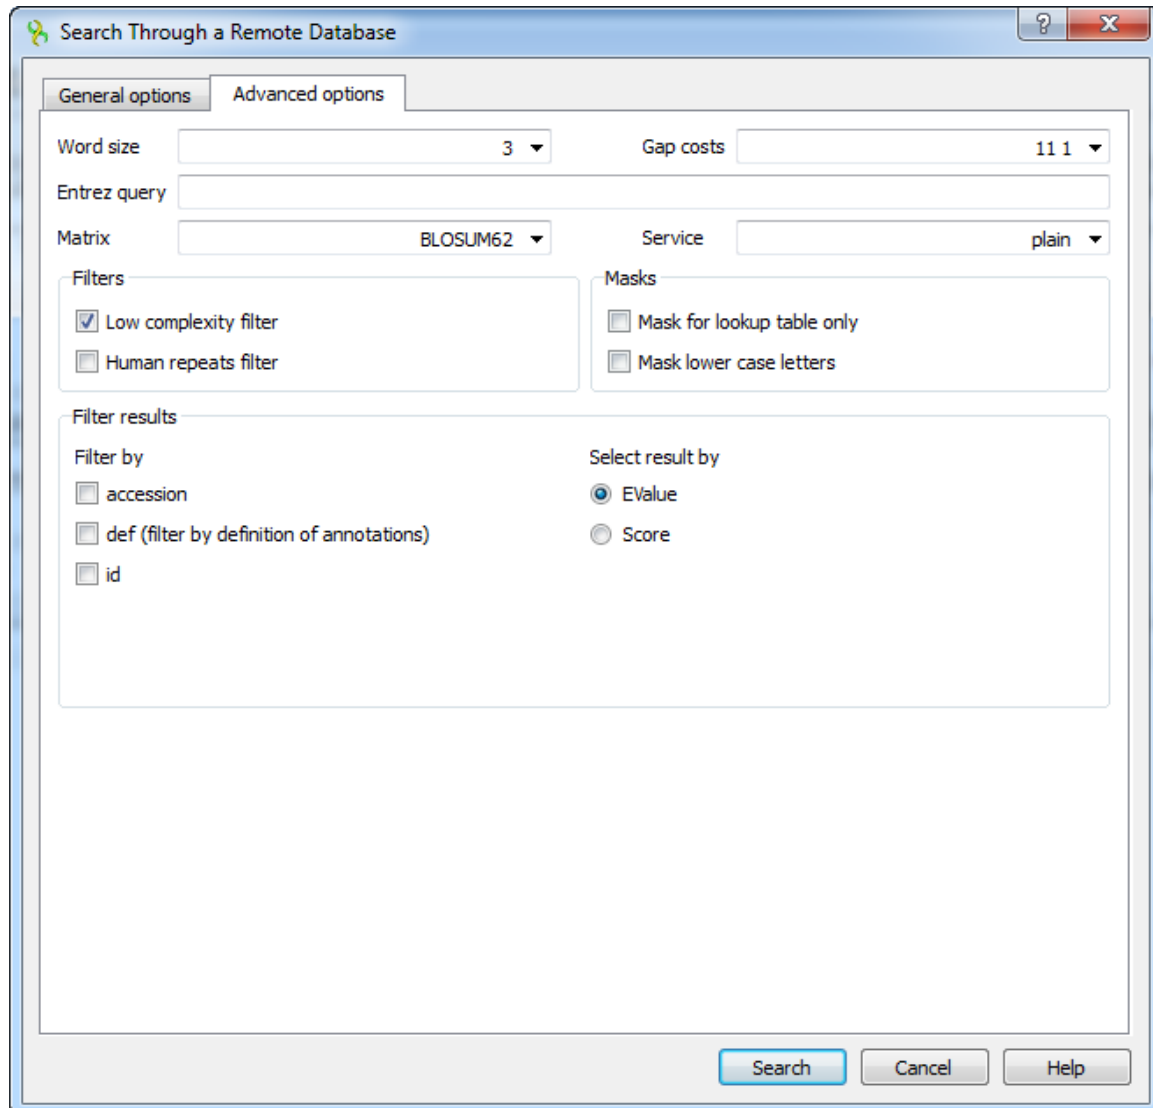 Search Through a Remote Database
?
General options Advanced options
Word size 3 Gap costs 11 1
Entrez query
Matrix BLOSUM62 Service plain
Filters Masks
Low complexity filter Mask for lookup table only
Human repeats filter Mask lower case letters
Filter results
Filter by Select result by
accession EValue
def (filter by definition of annotations) Score
id
Search Cancel Help